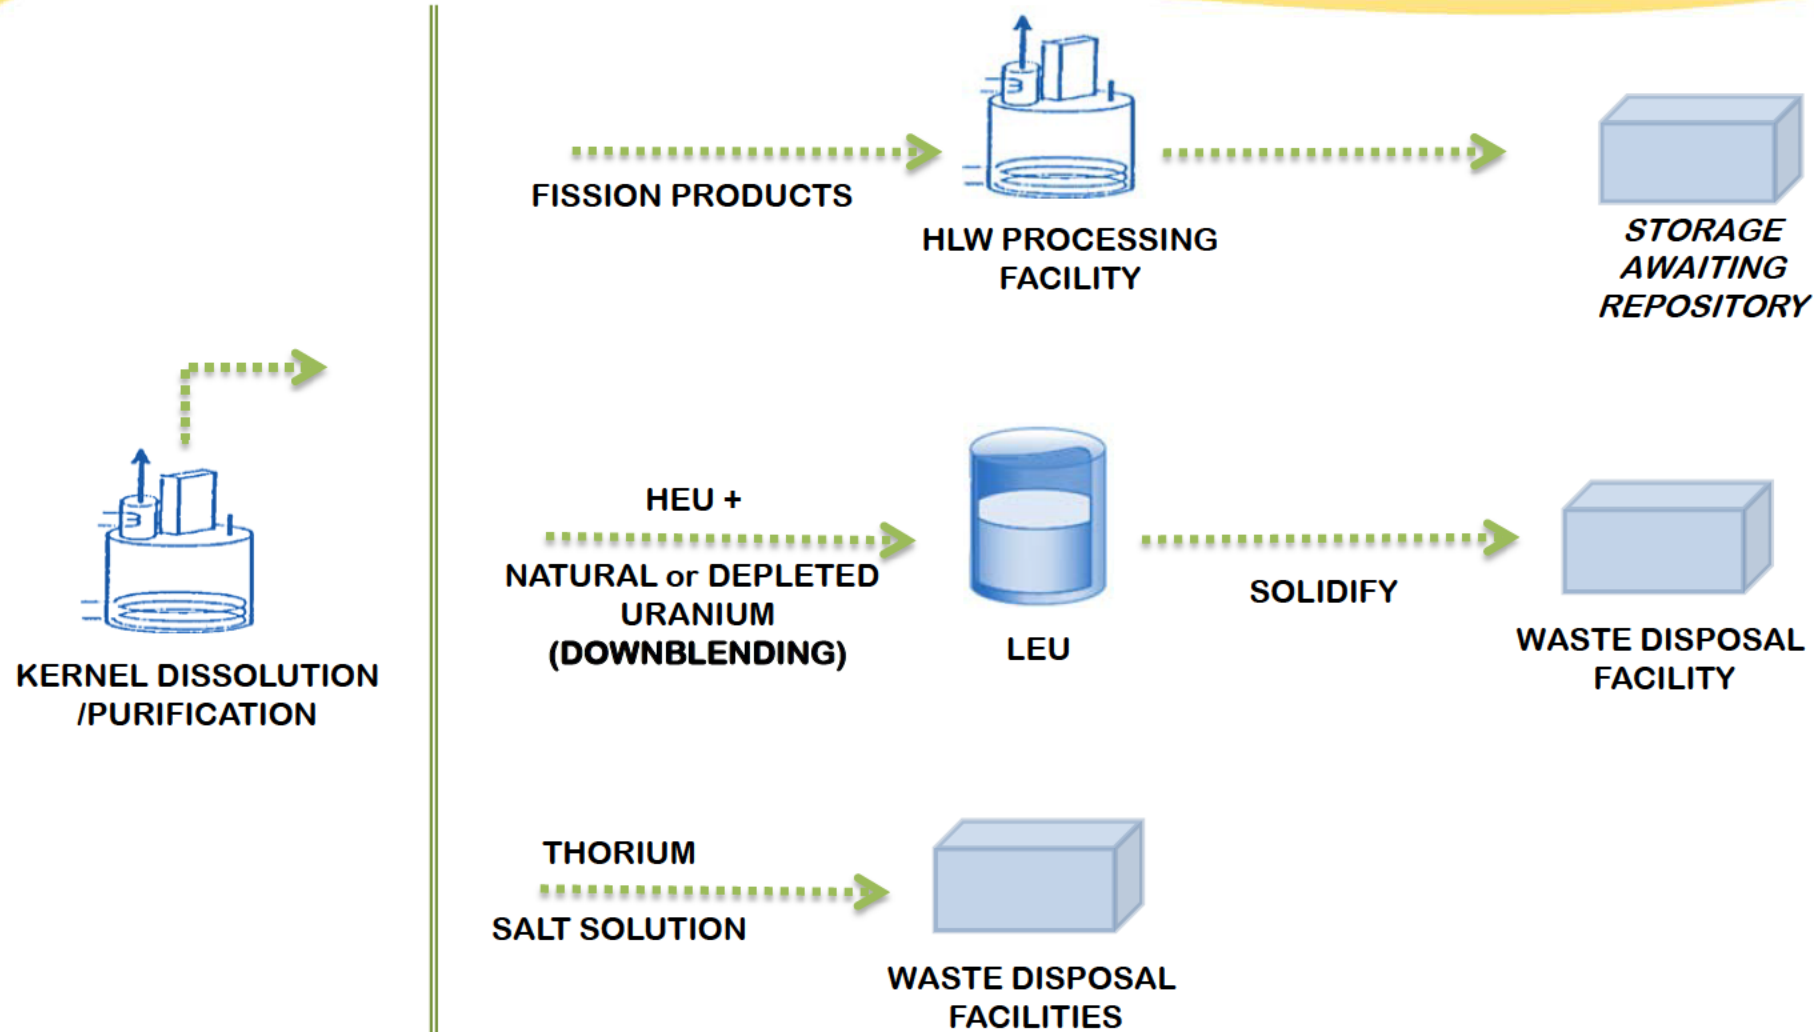 FISSION PRODUCTS
HLW PROCESSING
FACILITY
STORAGE
AWAITING
REPOSITORY
KERNEL DISSOLUTION
/PURIFICATION
HEU +
NATURAL or DEPLETED
URANIUM
(DOWNBLENDING)
LEU
SOLIDIFY
WASTE DISPOSAL
FACILITY
THORIUM
SALT SOLUTION
WASTE DISPOSAL
FACILITIES